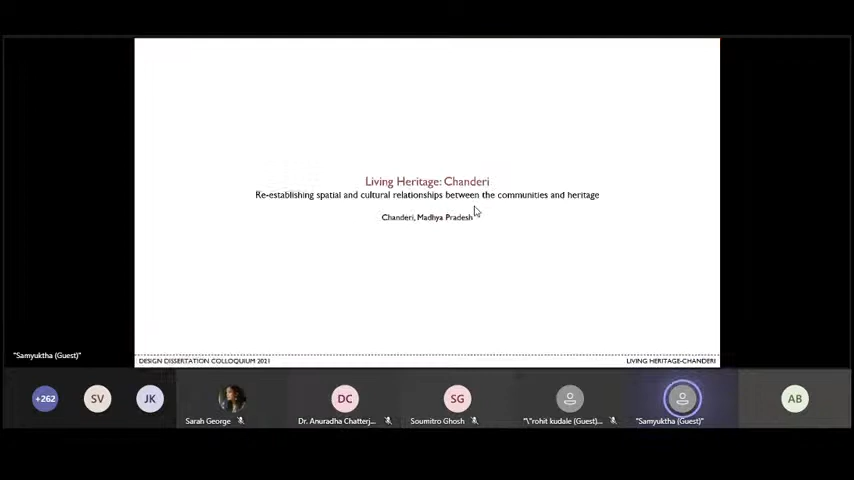 Living Heritage: Chanderi
Re-establishing spatial and cultural relationships between the communities and heritage
Chanderi, Madhya Pradesh
"Samyuktha (Guest)"
DESIGN DISSERTATION COLLOQUIUM 2021
LIVING HERITAGE-CHANDERI
+262
SV
JK
DC
SG
AB
Sarah George
Dr. Anuradha Chatterj...
Soumitro Ghosh
"\"rohit kudale (Guest)...
"Samyuktha (Guest)"